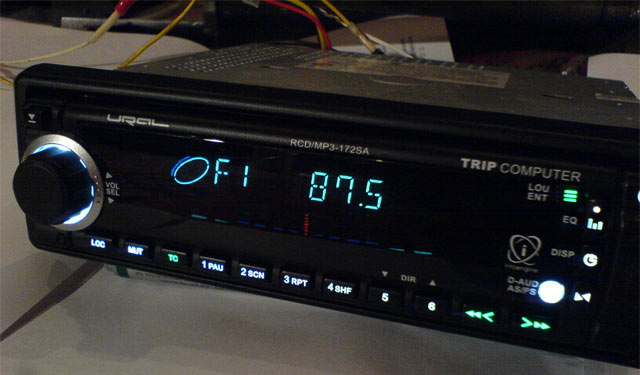 URAL
RCD/MP3-172SA
TRIP COMPUTER
F1 87.5
VOL
SEL
LOU
ENT
EQ
DISP
D-AUD
AS/PS
LOC MUT TC 1 PAU 2 SCN 3 RPT 4 SHF 5 DIR 6